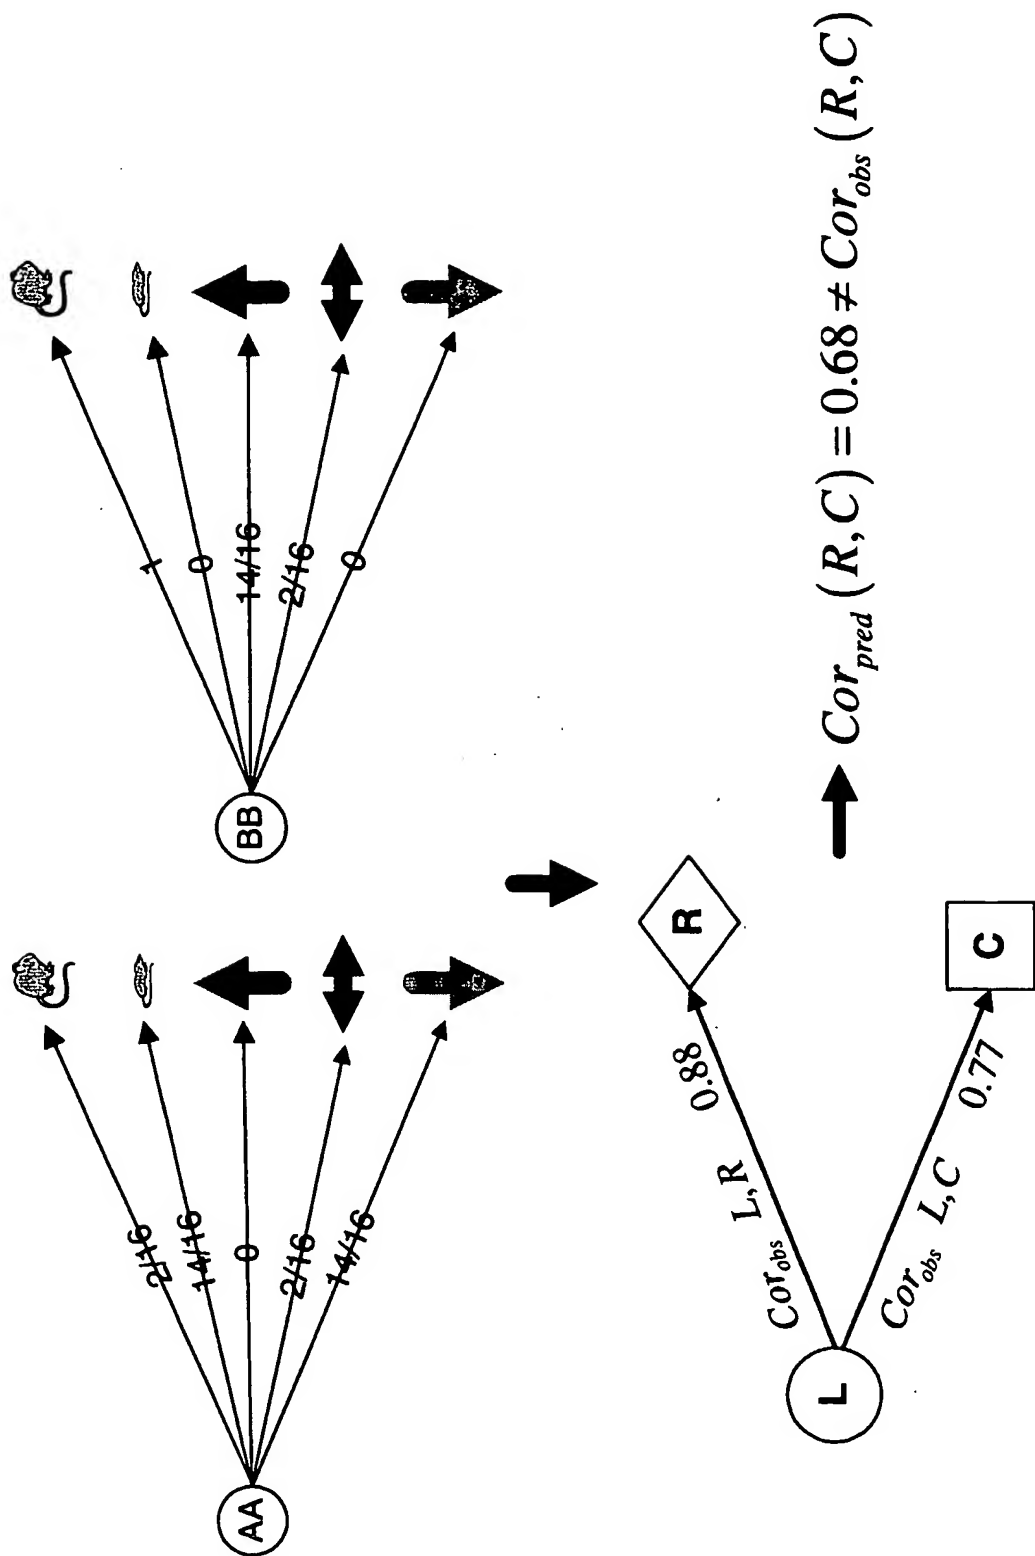 AA
2/16
14/16
0
2/16
14/16
BB
1
0
14/16
2/16
0
L
Cor_obs L,R 0.88
Cor_obs L,C 0.77
R
C
Cor_pred (R,C) = 0.68 ≠ Cor_obs (R,C)